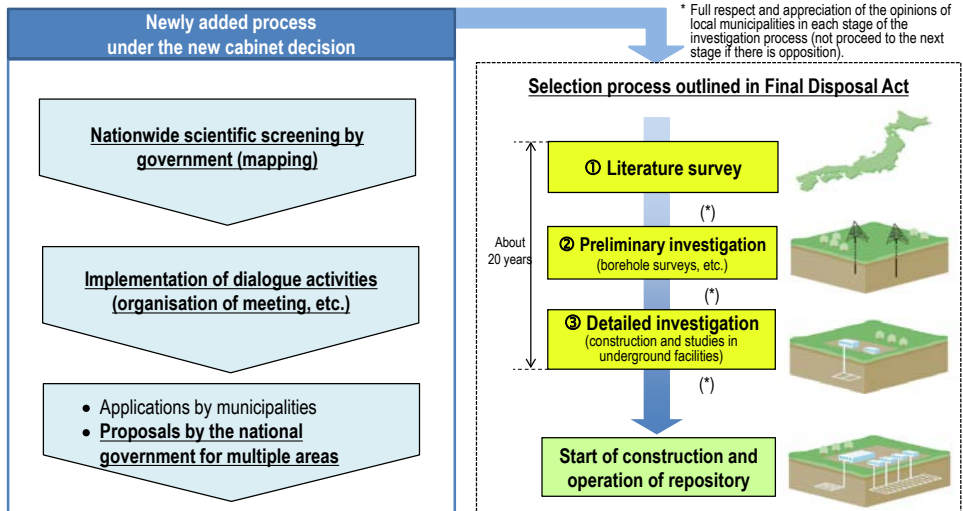 Newly added process
under the new cabinet decision
Nationwide scientific screening by
government (mapping)
Implementation of dialogue activities
(organisation of meeting, etc.)
• Applications by municipalities
• Proposals by the national
government for multiple areas
* Full respect and appreciation of the opinions of
local municipalities in each stage of the
investigation process (not proceed to the next
stage if there is opposition).
Selection process outlined in Final Disposal Act
About
20 years
① Literature survey
(*)
② Preliminary investigation
(borehole surveys, etc.)
(*)
③ Detailed investigation
(construction and studies in
underground facilities)
(*)
Start of construction and
operation of repository